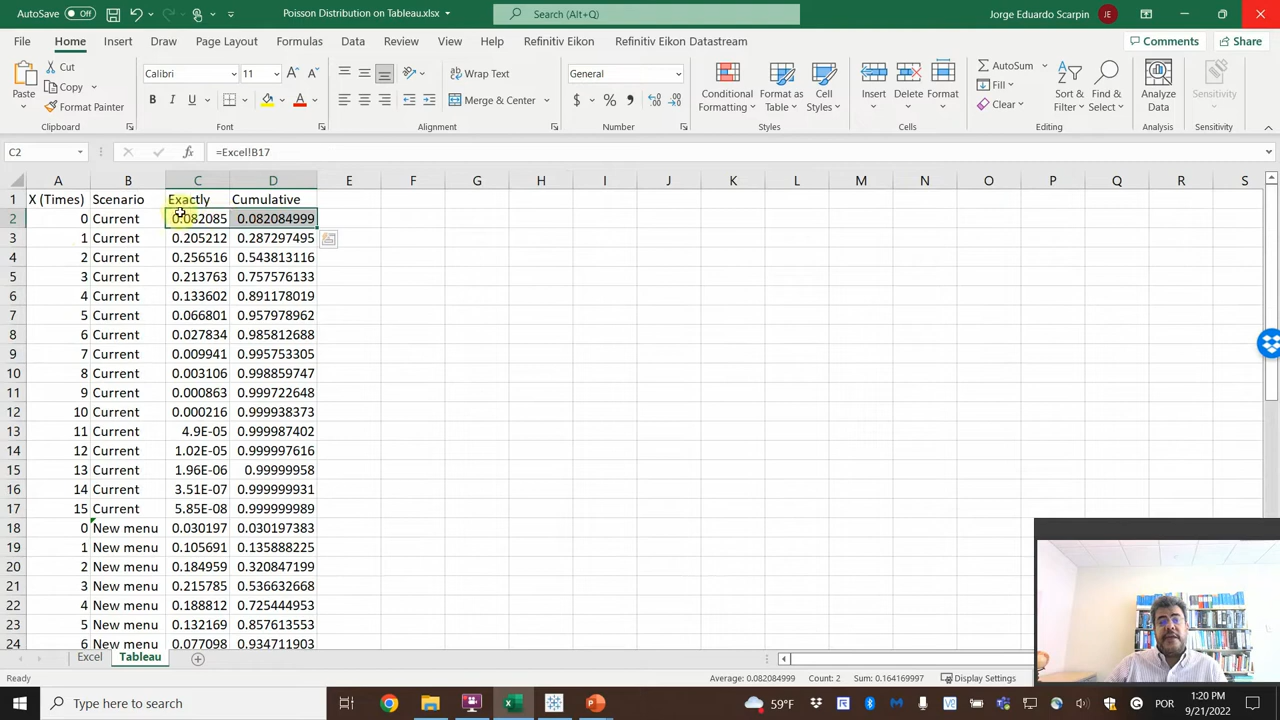 AutoSave Off Poisson Distribution on Tableau.xlsx Search (Alt+Q) Jorge Eduardo Scarpin JE
File Home Insert Draw Page Layout Formulas Data Review View Help Refinitiv Eikon Refinitiv Eikon Datastream Comments Share
Paste Cut Copy Format Painter Clipboard
Calibri 11 B I U Font
Wrap Text Merge & Center Alignment
General $ % Number
Conditional Formatting Format as Table Cell Styles Styles
Insert Delete Format Cells
AutoSum Fill Clear Sort & Filter Find & Select Editing
Analyze Data Analysis
Sensitivity Sensitivity
C2 fx =Excel!B17
A B C D E F G H I J K L M N O P Q R S
1 X (Times) Scenario Exactly Cumulative
2 0 Current 0.082085 0.082084999
3 1 Current 0.205212 0.287297495
4 2 Current 0.256516 0.543813116
5 3 Current 0.213763 0.757576133
6 4 Current 0.133602 0.891178019
7 5 Current 0.066801 0.957978962
8 6 Current 0.027834 0.985812688
9 7 Current 0.009941 0.995753305
10 8 Current 0.003106 0.998859747
11 9 Current 0.000863 0.999722648
12 10 Current 0.000216 0.999938373
13 11 Current 4.9E-05 0.999987402
14 12 Current 1.02E-05 0.999997616
15 13 Current 1.96E-06 0.99999958
16 14 Current 3.51E-07 0.999999931
17 15 Current 5.85E-08 0.999999989
18 0 New menu 0.030197 0.030197383
19 1 New menu 0.105691 0.135888225
20 2 New menu 0.184959 0.320847199
21 3 New menu 0.215785 0.536632668
22 4 New menu 0.188812 0.725444953
23 5 New menu 0.132169 0.857613553
24 6 New menu 0.077098 0.934711903
Excel Tableau
Ready Average: 0.082084999 Count: 2 Sum: 0.164169997 Display Settings
Type here to search 59°F POR 1:20 PM
9/21/2022